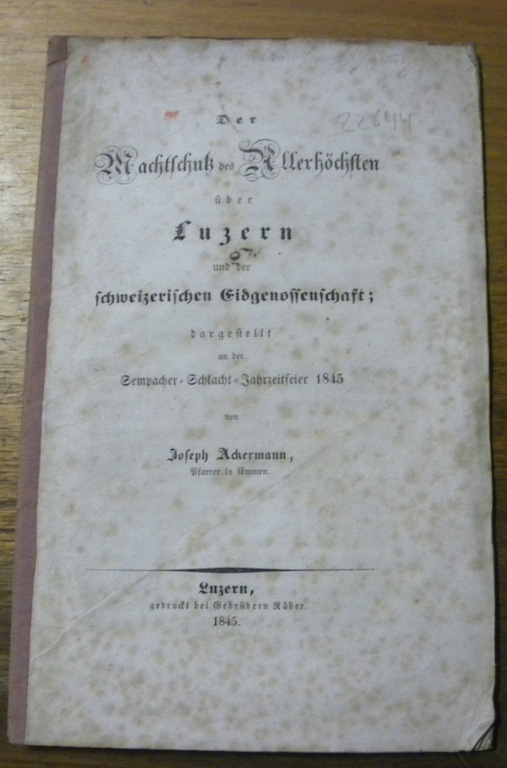 22644
Der
Machtschutz des Allerhöchsten
über
Luzern
und der
schweizerischen Eidgenossenschaft;
dargestellt
an der
Sempacher-Schlacht-Jahrzeitfeier 1845
von
Joseph Ackermann,
Pfarrer in Emmen.
Luzern,
gedruckt bei Gebrüdern Räber.
1845.